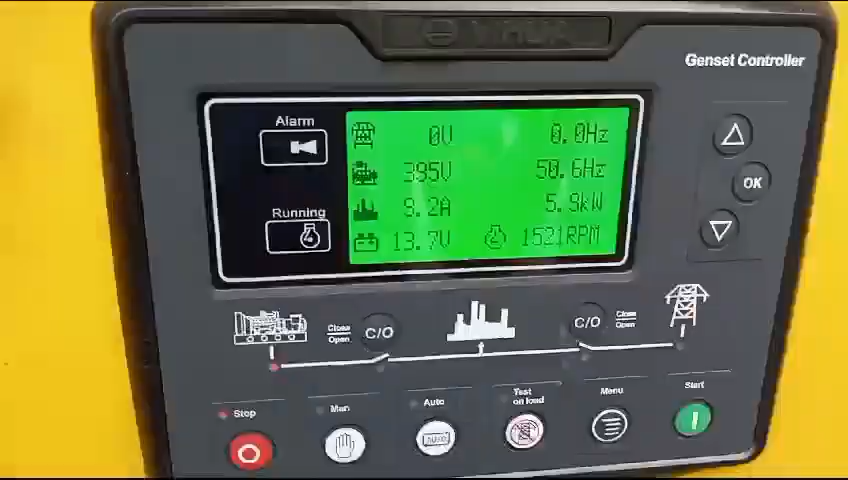 Genset Controller
Alarm
0V 0.0Hz
395V 50.6Hz
OK
9.2A 5.9kW
Running
13.7V 1521RPM
Close
Open
C/O
C/O
Close
Open
Stop
Man
Auto
Test
on load
Menu
Start
AUTO